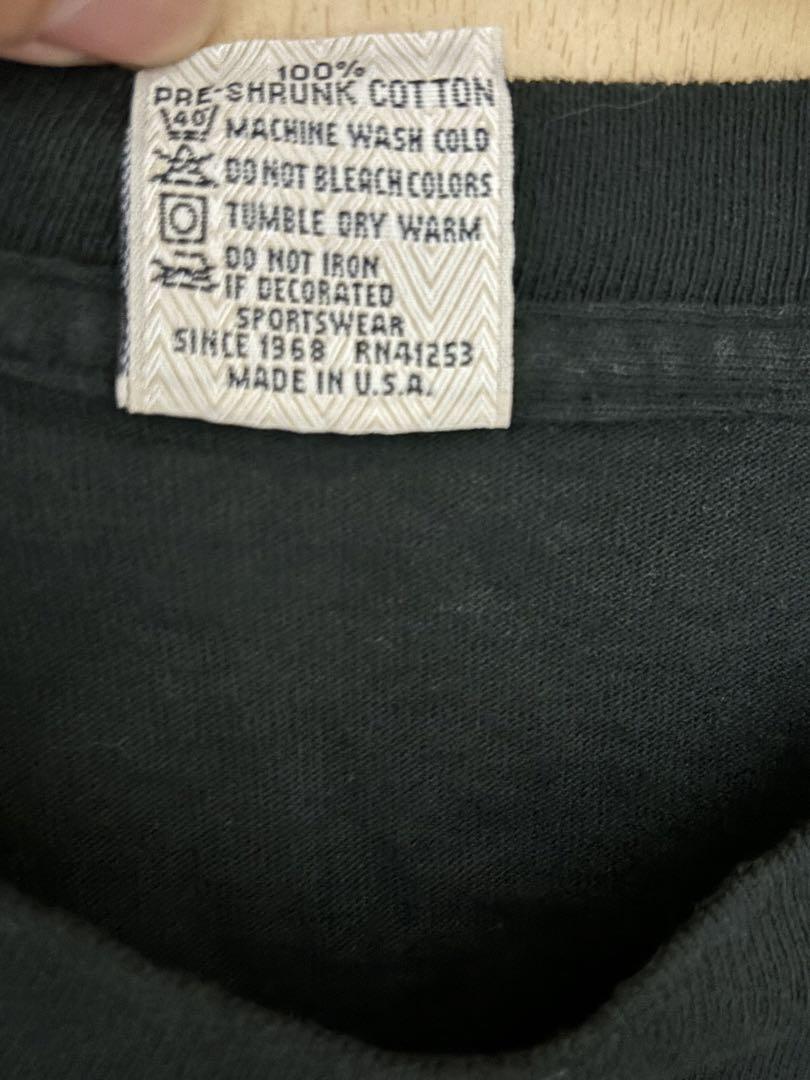 100%
PRE-SHRUNK COTTON
40 MACHINE WASH COLD
DO NOT BLEACH COLORS
TUMBLE DRY WARM
DO NOT IRON
IF DECORATED
SPORTSWEAR
SINCE 1968 RN41253
MADE IN U.S.A.